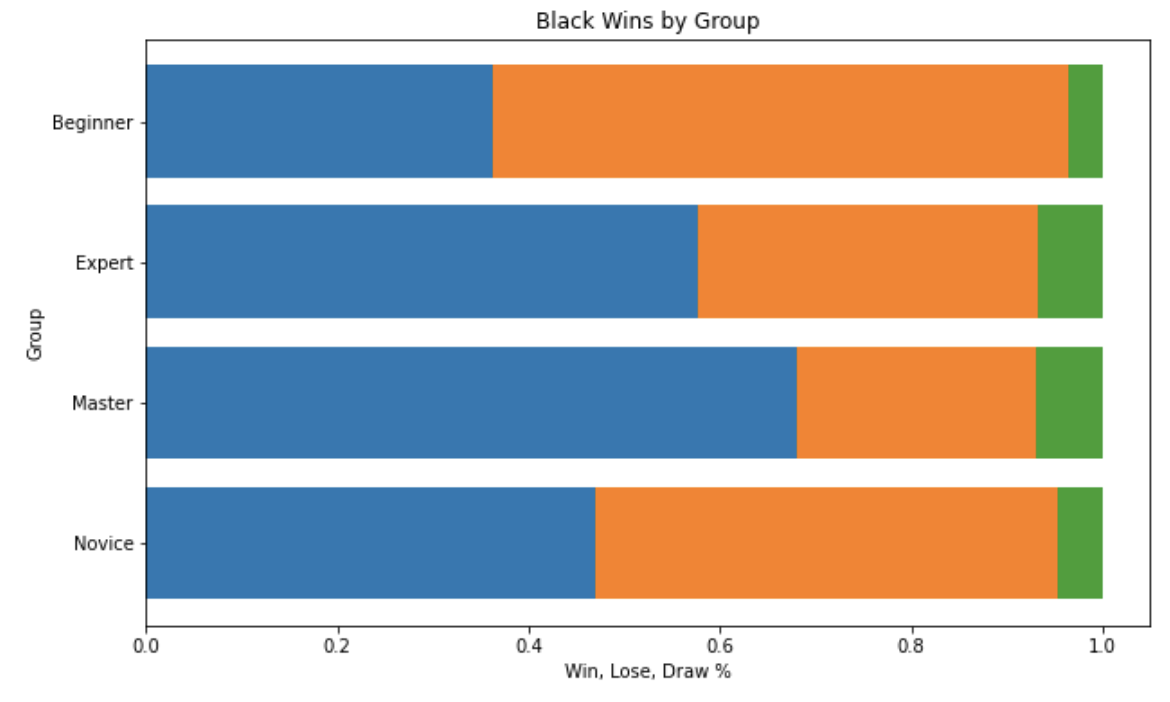 Black Wins by Group
Beginner
Expert
Master
Novice
Group
0.0 0.2 0.4 0.6 0.8 1.0
Win, Lose, Draw %